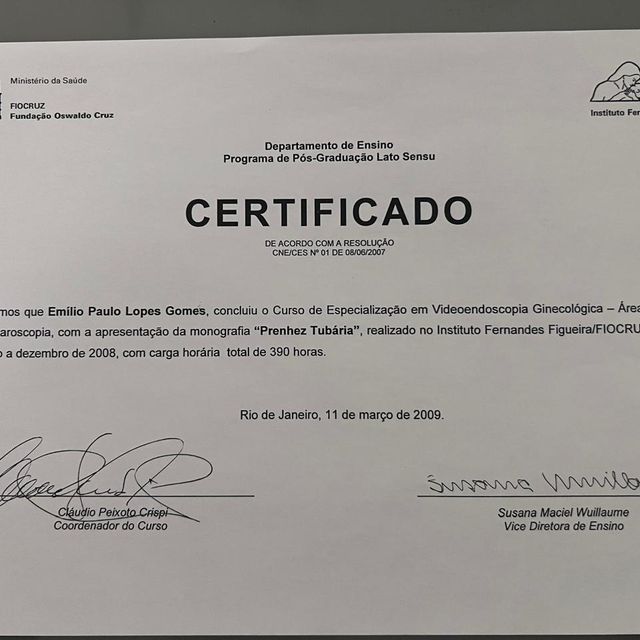 Ministério da Saúde
FIOCRUZ
Fundação Oswaldo Cruz
Instituto Fer
Departamento de Ensino
Programa de Pós-Graduação Lato Sensu
CERTIFICADO
DE ACORDO COM A RESOLUÇÃO
CNE/CES Nº 01 DE 08/06/2007
mos que Emílio Paulo Lopes Gomes, concluiu o Curso de Especialização em Videoendoscopia Ginecológica – Área
aroscopia, com a apresentação da monografia “Prenhez Tubária”, realizado no Instituto Fernandes Figueira/FIOCRU
o a dezembro de 2008, com carga horária total de 390 horas.
Rio de Janeiro, 11 de março de 2009.
Cláudio Peixoto Crispi
Coordenador do Curso
Susana Maciel Wuillaume
Vice Diretora de Ensino